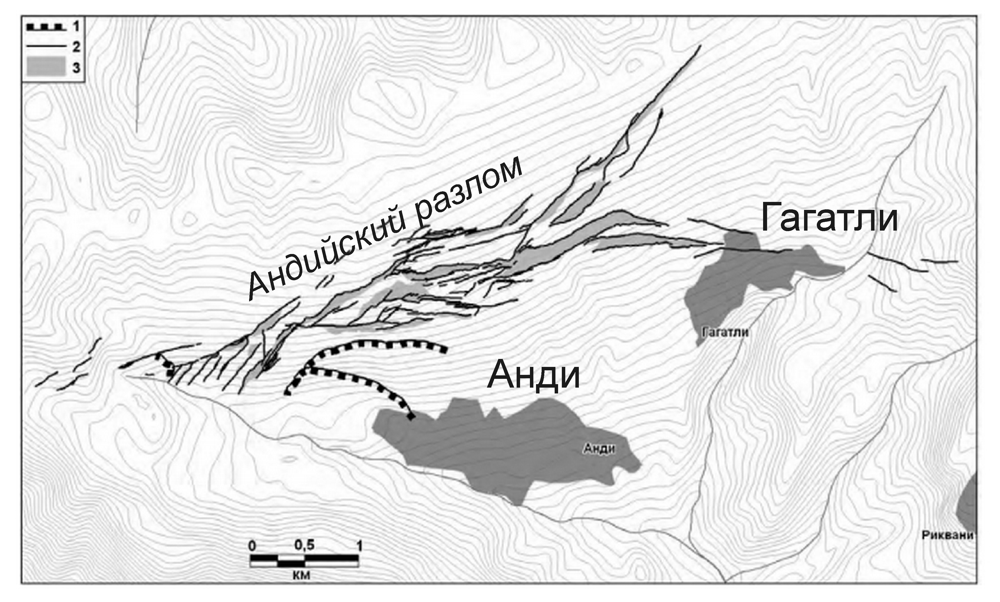 1
2
3
Андийский разлом
Гагатли
Гагатли
Анди
Анди
Риквани
0 0,5 1
км